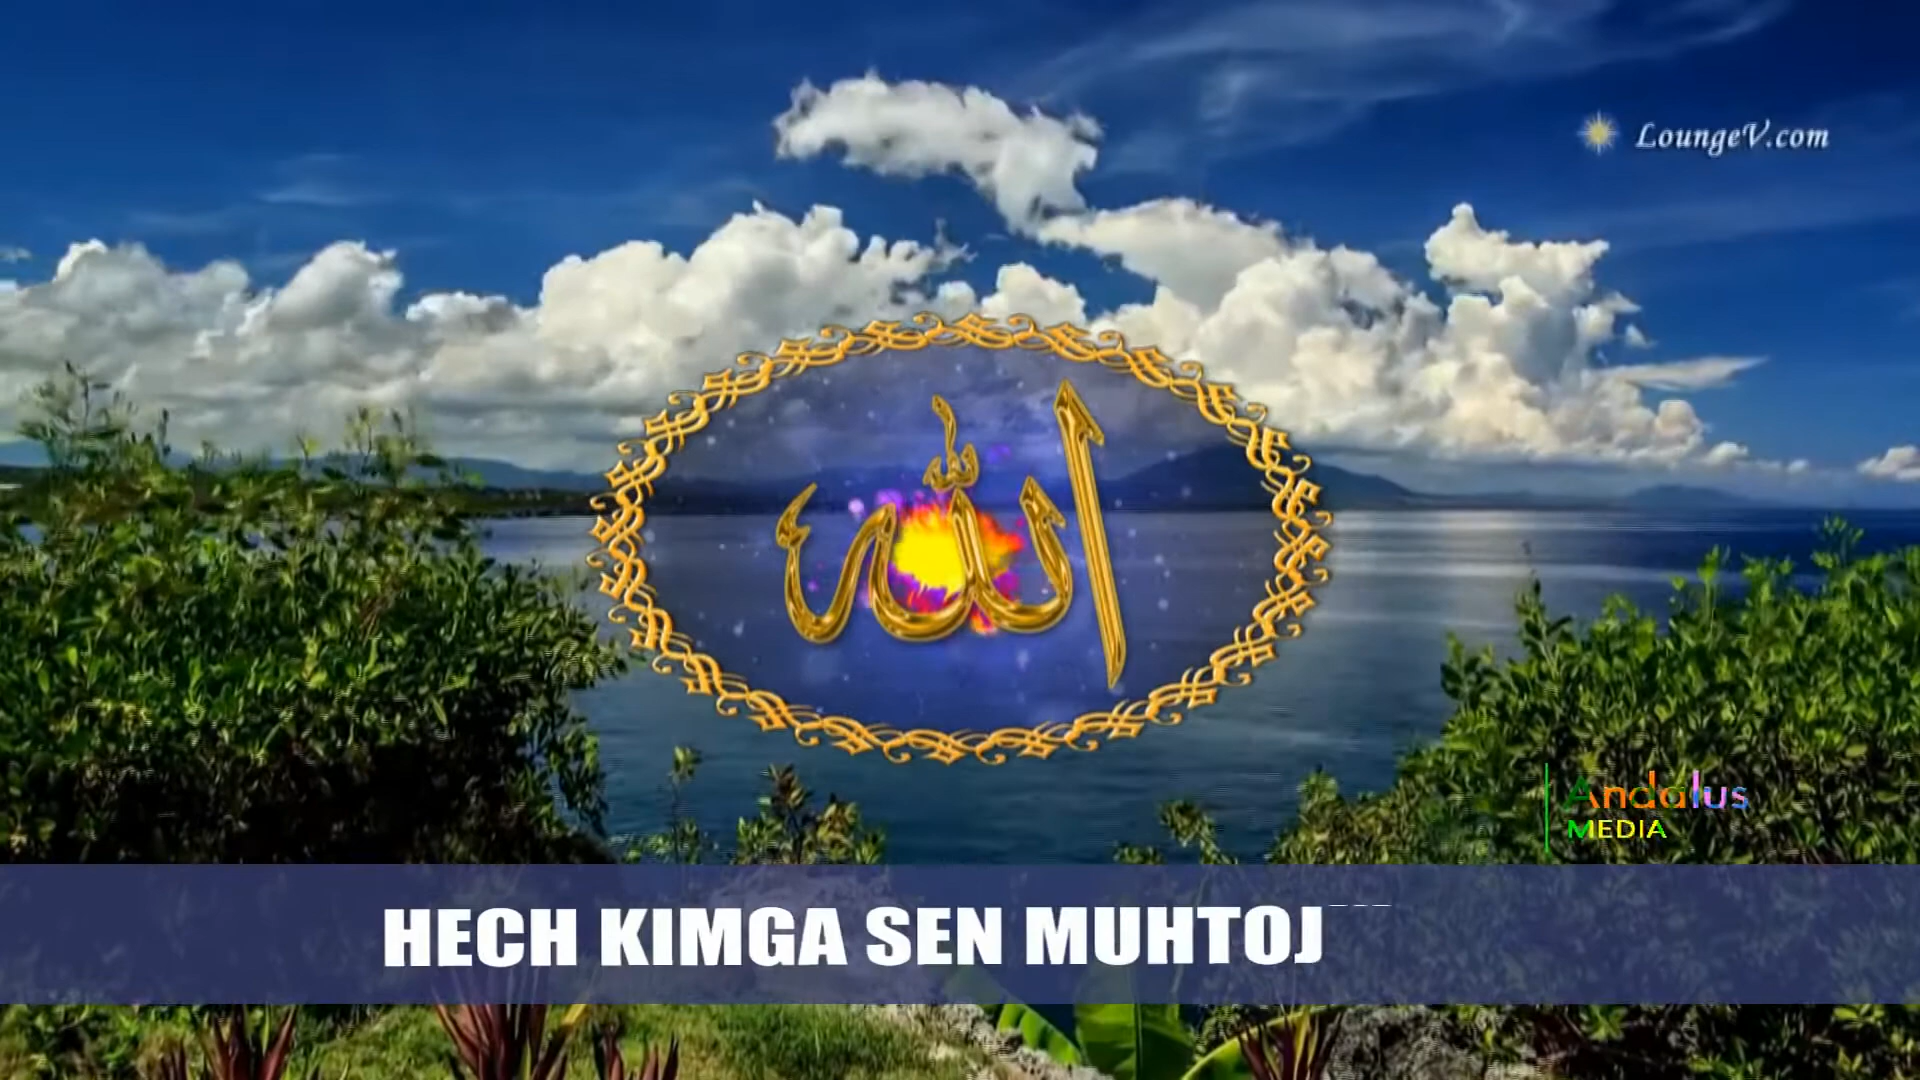 LoungeV.com
الله
Andalus
MEDIA
HECH KIMGA SEN MUHTOJ